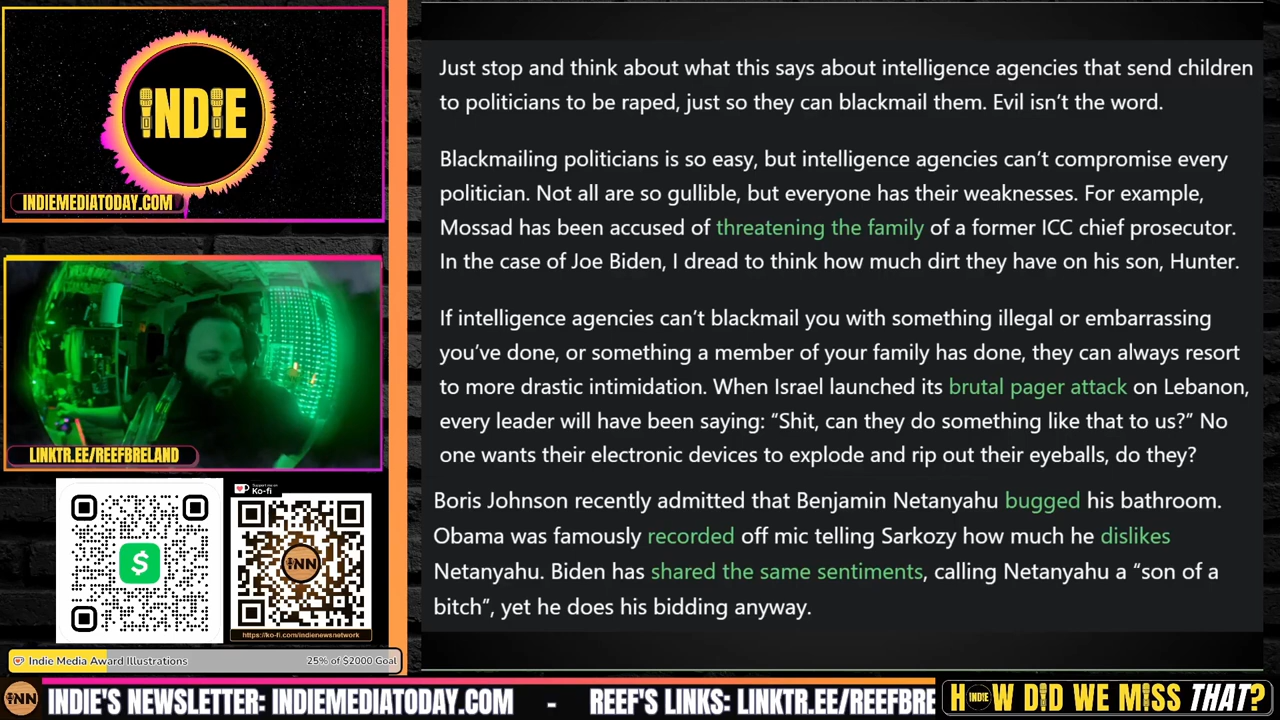 INDIE
INDIEMEDIATODAY.COM
LINKTR.EE/REEFBRELAND
Support me on
Ko-fi
$
INN
https://ko-fi.com/indienewsnetwork
Indie Media Award Illustrations 25% of $2000 Goal
Just stop and think about what this says about intelligence agencies that send children
to politicians to be raped, just so they can blackmail them. Evil isn’t the word.
Blackmailing politicians is so easy, but intelligence agencies can’t compromise every
politician. Not all are so gullible, but everyone has their weaknesses. For example,
Mossad has been accused of threatening the family of a former ICC chief prosecutor.
In the case of Joe Biden, I dread to think how much dirt they have on his son, Hunter.
If intelligence agencies can’t blackmail you with something illegal or embarrassing
you’ve done, or something a member of your family has done, they can always resort
to more drastic intimidation. When Israel launched its brutal pager attack on Lebanon,
every leader will have been saying: “Shit, can they do something like that to us?” No
one wants their electronic devices to explode and rip out their eyeballs, do they?
Boris Johnson recently admitted that Benjamin Netanyahu bugged his bathroom.
Obama was famously recorded off mic telling Sarkozy how much he dislikes
Netanyahu. Biden has shared the same sentiments, calling Netanyahu a “son of a
bitch”, yet he does his bidding anyway.
INN INDIE'S NEWSLETTER: INDIEMEDIATODAY.COM - REEF'S LINKS: LINKTR.EE/REEFBRE
HOW DID WE MISS THAT?
INDIE